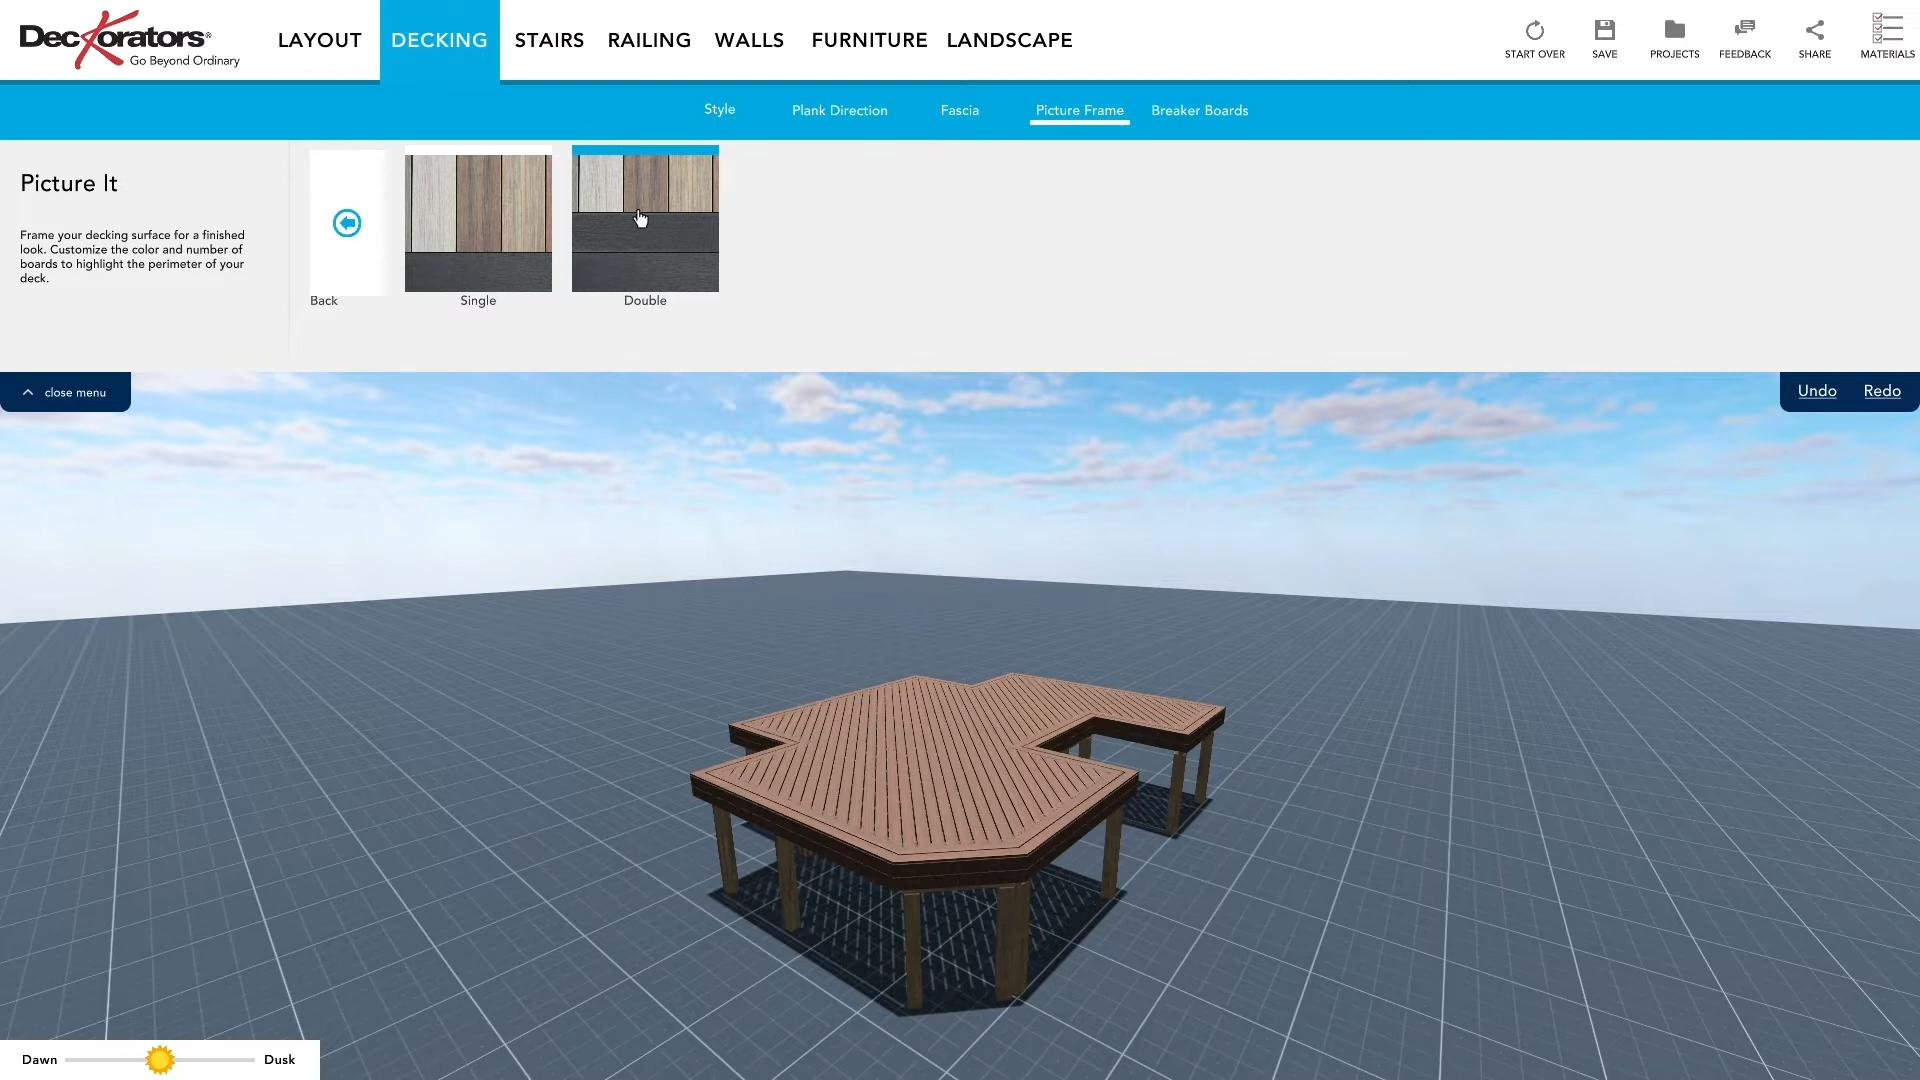 Deckorators®
Go Beyond Ordinary
LAYOUT
DECKING
STAIRS
RAILING
WALLS
FURNITURE
LANDSCAPE
START OVER
SAVE
PROJECTS
FEEDBACK
SHARE
MATERIALS
Style
Plank Direction
Fascia
Picture Frame
Breaker Boards
Picture It
Frame your decking surface for a finished
look. Customize the color and number of
boards to highlight the perimeter of your
deck.
Back
Single
Double
close menu
Undo
Redo
Dawn
Dusk